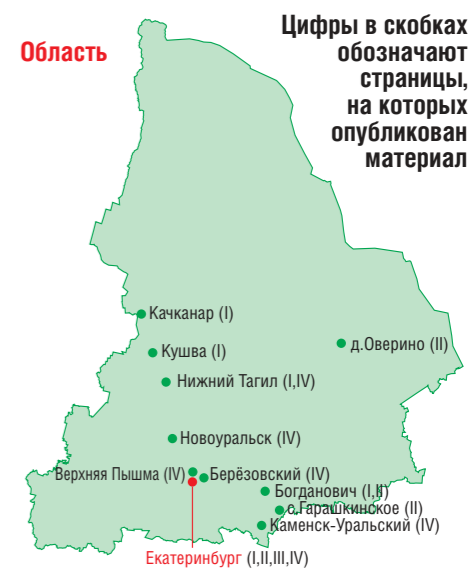 Область
Цифры в скобках
обозначают
страницы,
на которых
опубликован
материал
Качканар (I)
д.Оверино (II)
Кушва (I)
Нижний Тагил (I,IV)
Новоуральск (IV)
Верхняя Пышма (IV)
Берёзовский (IV)
Богданович (I,II)
с.Гарашкинское (II)
Каменск-Уральский (IV)
Екатеринбург (I,II,III,IV)